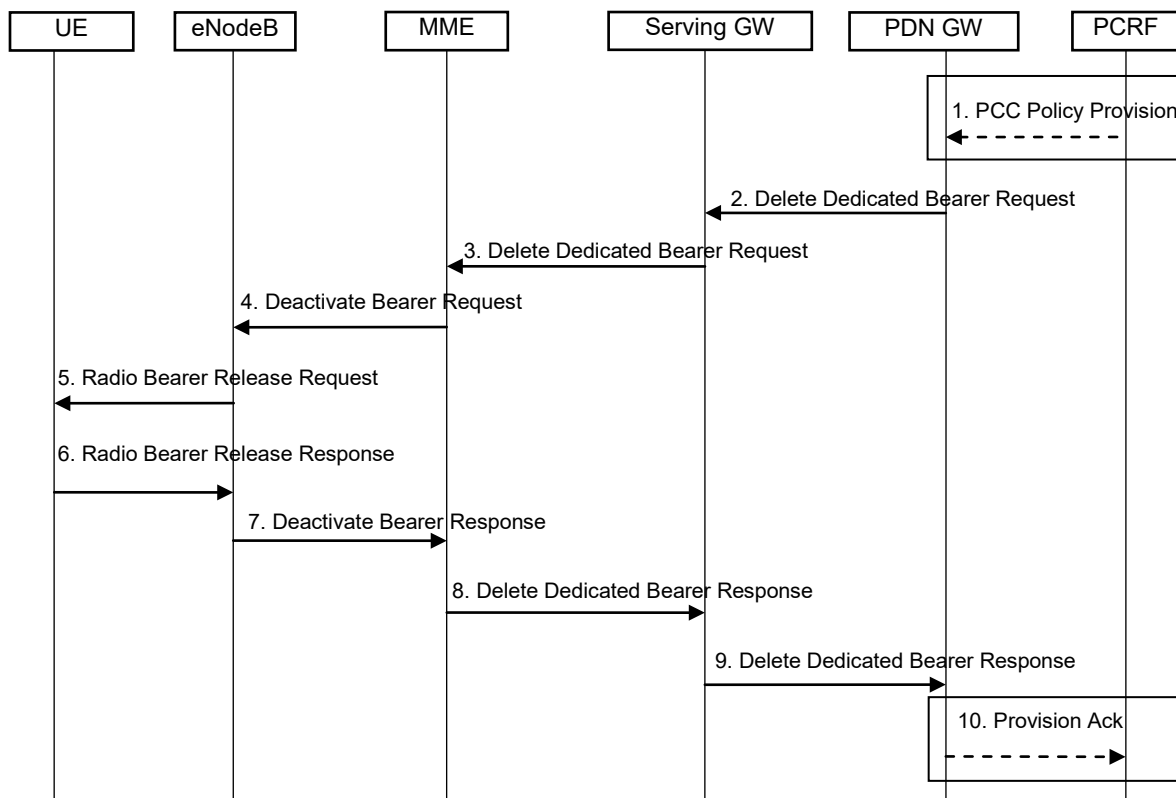 UE eNodeB MME Serving GW PDN GW PCRF
1. PCC Policy Provision
2. Delete Dedicated Bearer Request
3. Delete Dedicated Bearer Request
4. Deactivate Bearer Request
5. Radio Bearer Release Request
6. Radio Bearer Release Response
7. Deactivate Bearer Response
8. Delete Dedicated Bearer Response
9. Delete Dedicated Bearer Response
10. Provision Ack